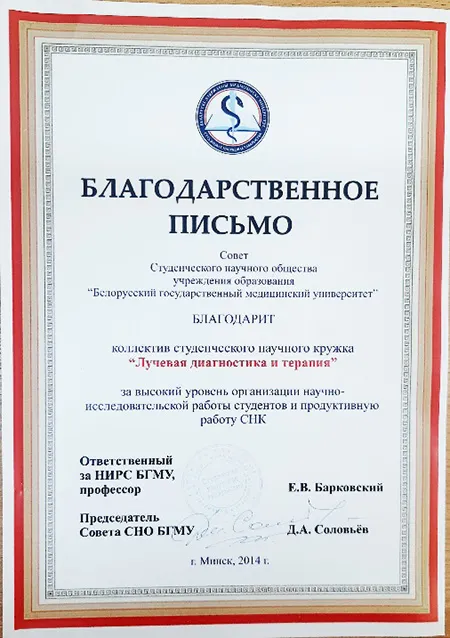 БЛАГОДАРСТВЕННОЕ
ПИСЬМО
Совет
Студенческого научного общества
учреждения образования
“Белорусский государственный медицинский университет”
БЛАГОДАРИТ
коллектив студенческого научного кружка
“Лучевая диагностика и терапия”
за высокий уровень организации научно-
исследовательской работы студентов и продуктивную
работу СНК
Ответственный
за НИРС БГМУ,
профессор
Е.В. Барковский
Председатель
Совета СНО БГМУ
Д.А. Соловьёв
г. Минск, 2014 г.